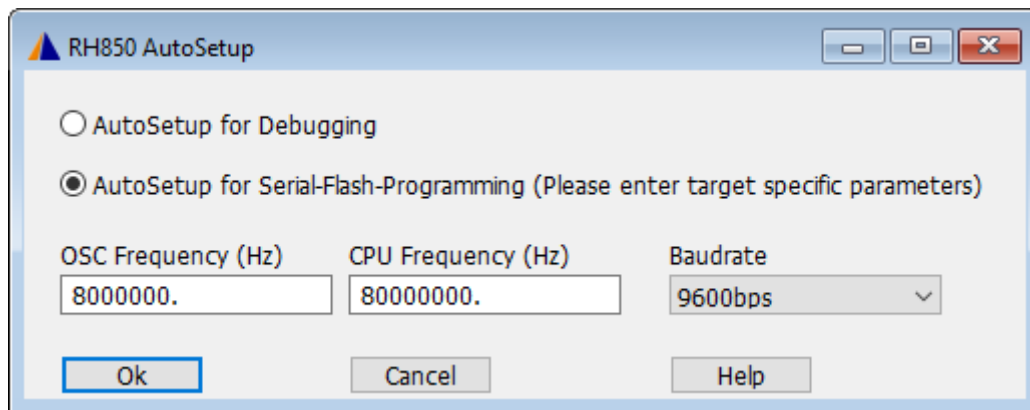 RH850 AutoSetup
AutoSetup for Debugging
AutoSetup for Serial-Flash-Programming (Please enter target specific parameters)
OSC Frequency (Hz) CPU Frequency (Hz) Baudrate
8000000. 80000000. 9600bps
Ok Cancel Help